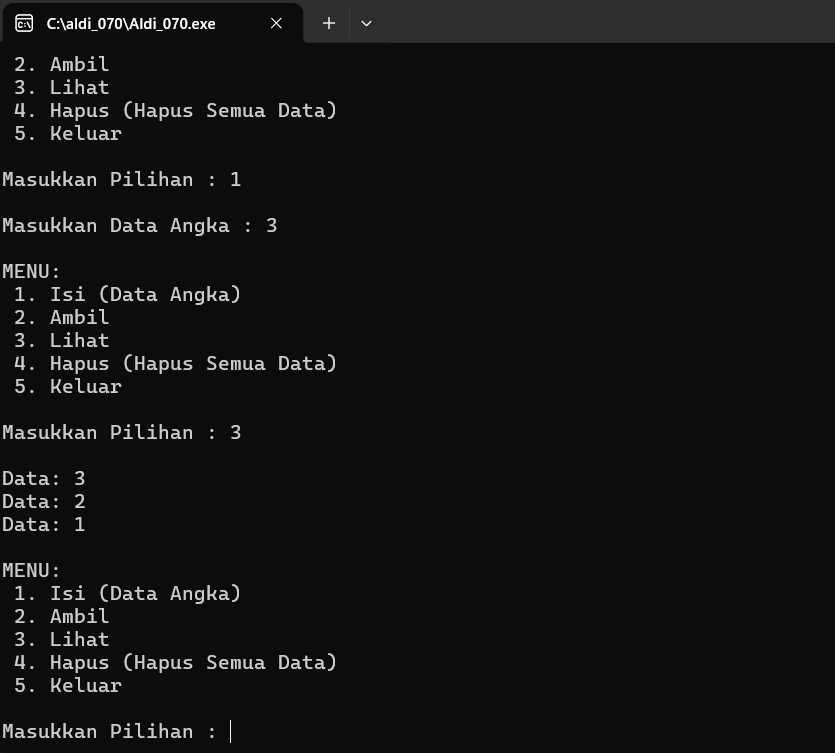 C:\aldi_070\Aldi_070.exe
2. Ambil
3. Lihat
4. Hapus (Hapus Semua Data)
5. Keluar
Masukkan Pilihan : 1
Masukkan Data Angka : 3
MENU:
1. Isi (Data Angka)
2. Ambil
3. Lihat
4. Hapus (Hapus Semua Data)
5. Keluar
Masukkan Pilihan : 3
Data: 3
Data: 2
Data: 1
MENU:
1. Isi (Data Angka)
2. Ambil
3. Lihat
4. Hapus (Hapus Semua Data)
5. Keluar
Masukkan Pilihan :